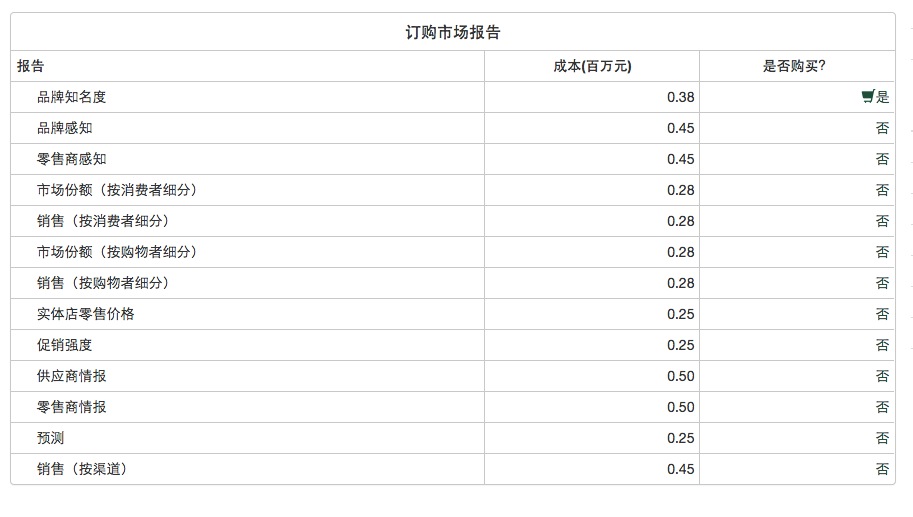 订购市场报告
报告 成本(百万元) 是否购买?
品牌知名度 0.38 是
品牌感知 0.45 否
零售商感知 0.45 否
市场份额（按消费者细分） 0.28 否
销售（按消费者细分） 0.28 否
市场份额（按购物者细分） 0.28 否
销售（按购物者细分） 0.28 否
实体店零售价格 0.25 否
促销强度 0.25 否
供应商情报 0.50 否
零售商情报 0.50 否
预测 0.25 否
销售（按渠道） 0.45 否